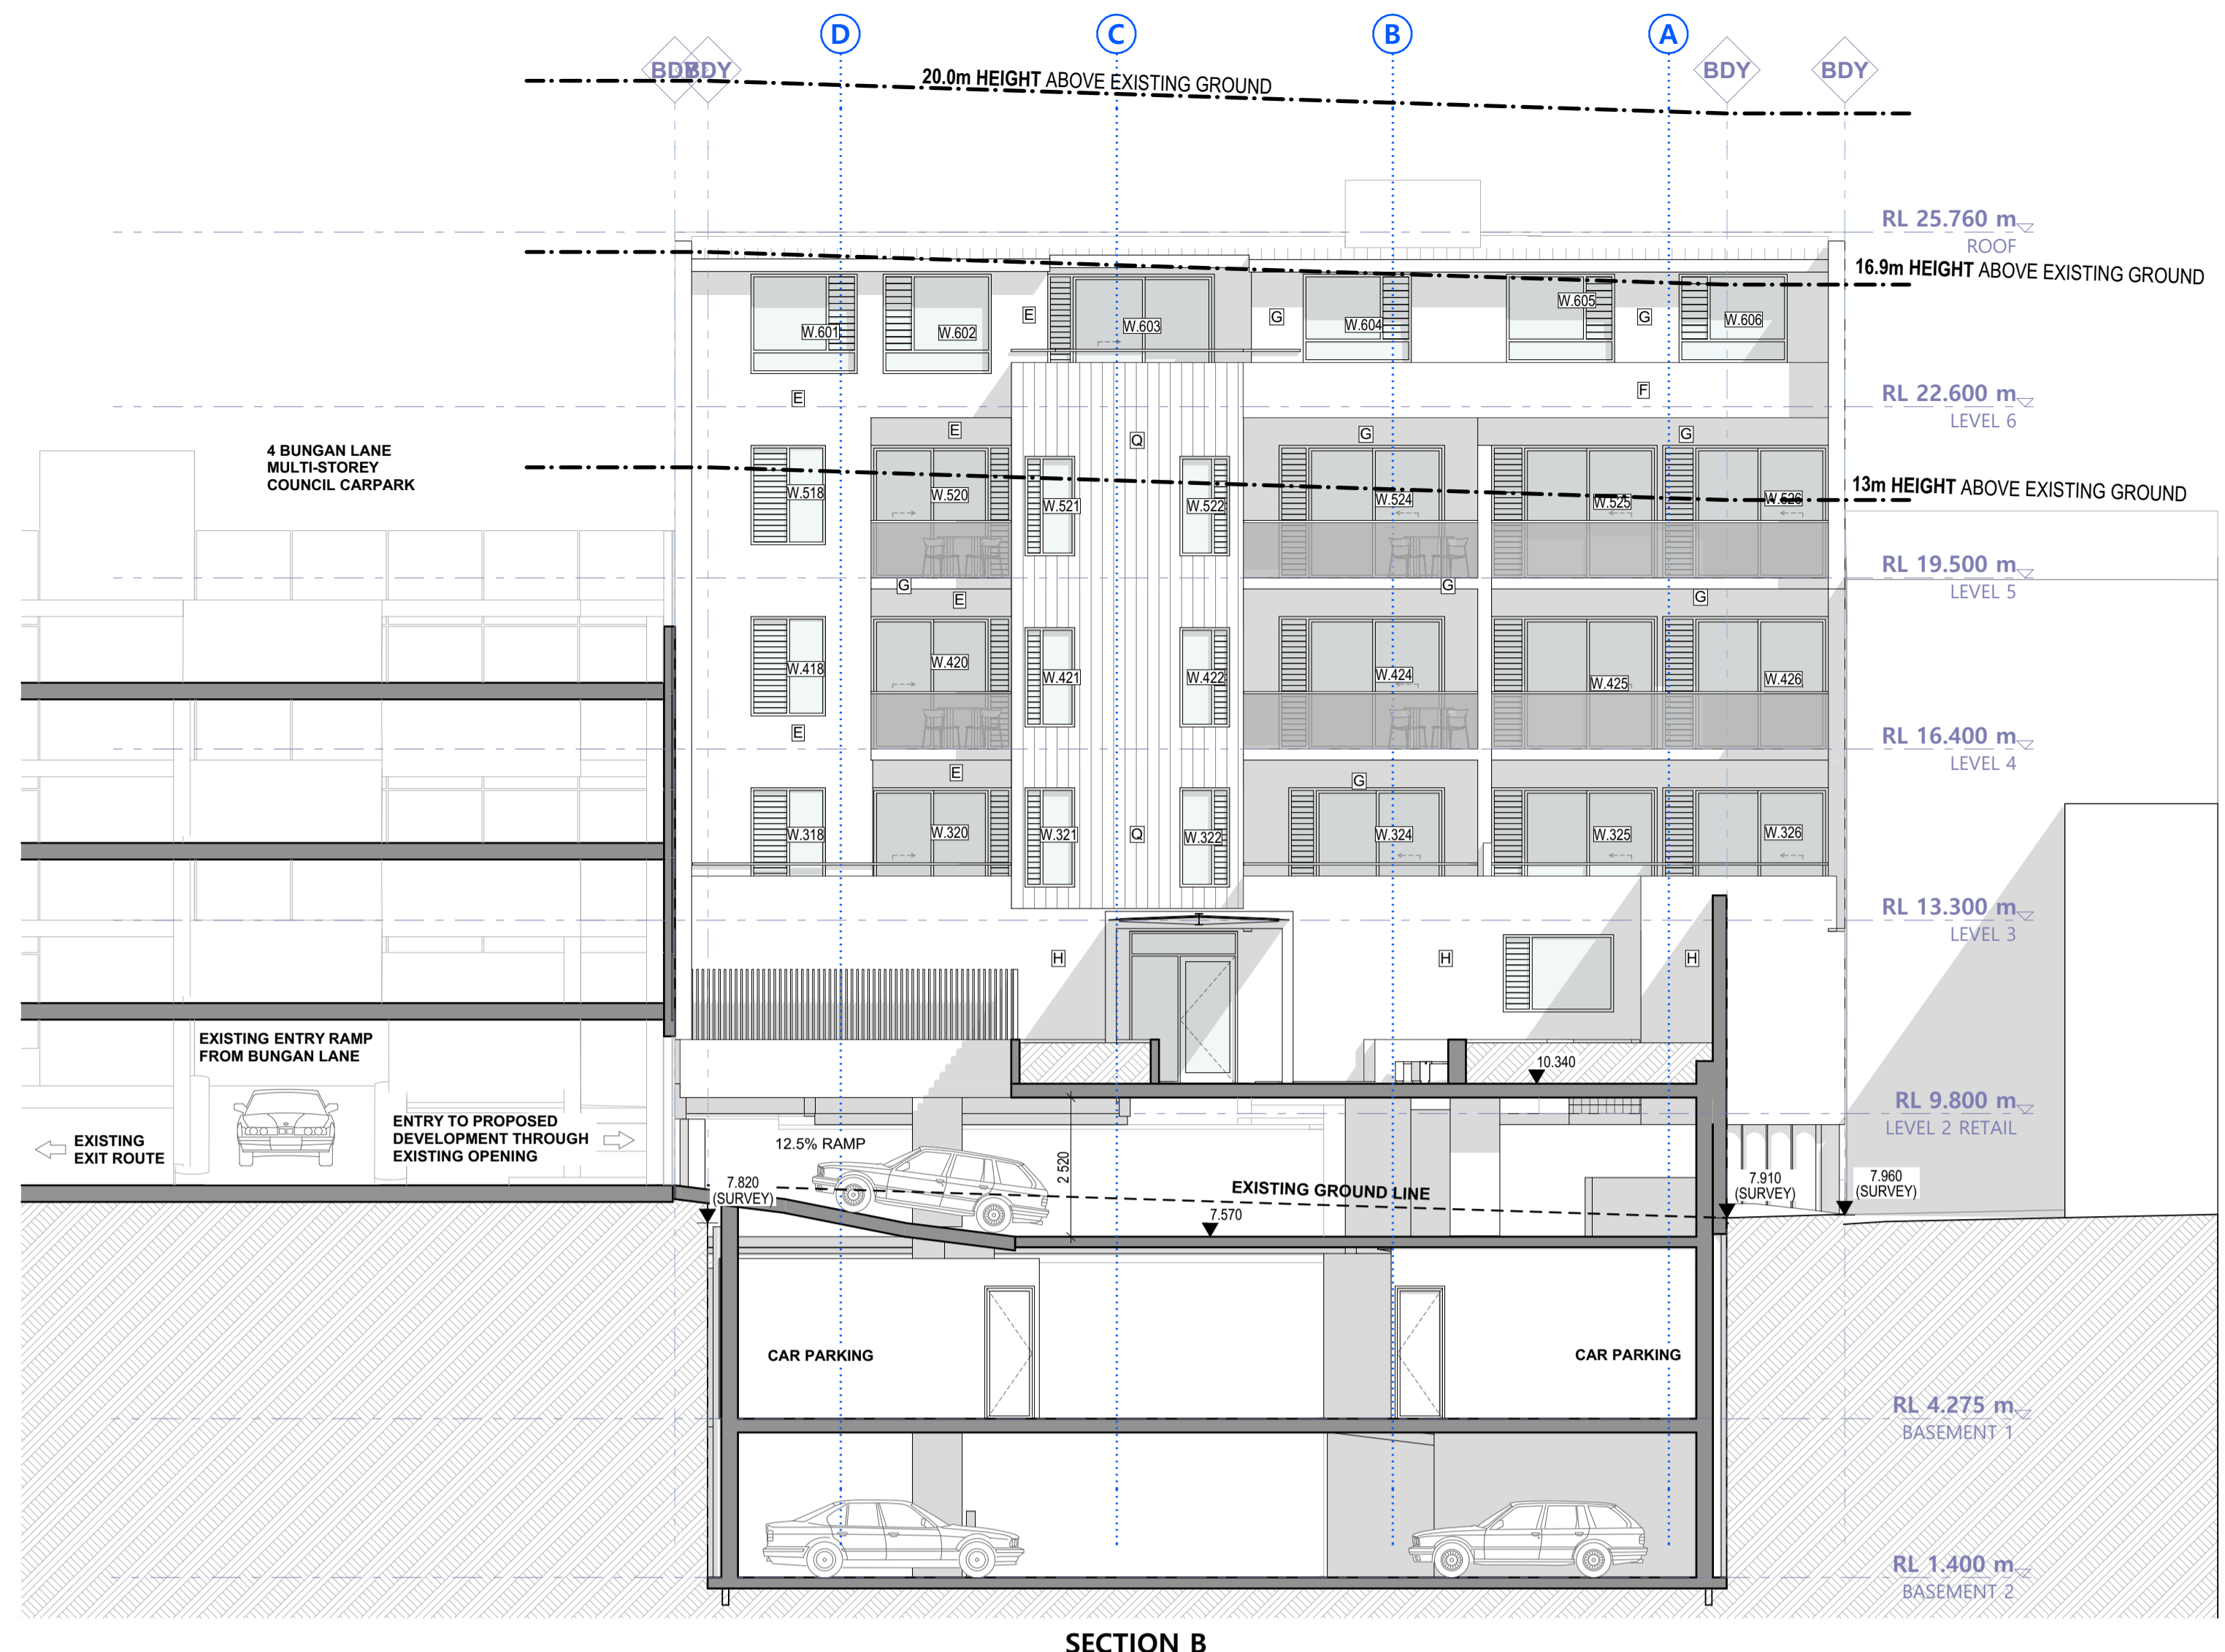 D
C
B
A
BDY
BDY
BDY
BDY
20.0m HEIGHT ABOVE EXISTING GROUND
RL 25.760 m
ROOF
16.9m HEIGHT ABOVE EXISTING GROUND
E
G
G
W.601
W.602
W.603
W.604
W.605
W.606
E
F
RL 22.600 m
LEVEL 6
E
Q
G
G
4 BUNGAN LANE
MULTI-STOREY
COUNCIL CARPARK
W.518
W.520
W.521
W.522
W.524
W.525
W.526
13m HEIGHT ABOVE EXISTING GROUND
RL 19.500 m
LEVEL 5
G
E
G
G
W.418
W.420
W.421
W.422
W.424
W.425
W.426
E
RL 16.400 m
LEVEL 4
E
G
W.318
W.320
W.321
Q
W.322
W.324
W.325
W.326
RL 13.300 m
LEVEL 3
H
H
H
EXISTING ENTRY RAMP
FROM BUNGAN LANE
10.340
RL 9.800 m
LEVEL 2 RETAIL
EXISTING
EXIT ROUTE
ENTRY TO PROPOSED
DEVELOPMENT THROUGH
EXISTING OPENING
12.5% RAMP
2 520
7.820
(SURVEY)
EXISTING GROUND LINE
7.570
7.910
(SURVEY)
7.960
(SURVEY)
CAR PARKING
CAR PARKING
RL 4.275 m
BASEMENT 1
RL 1.400 m
BASEMENT 2
SECTION B